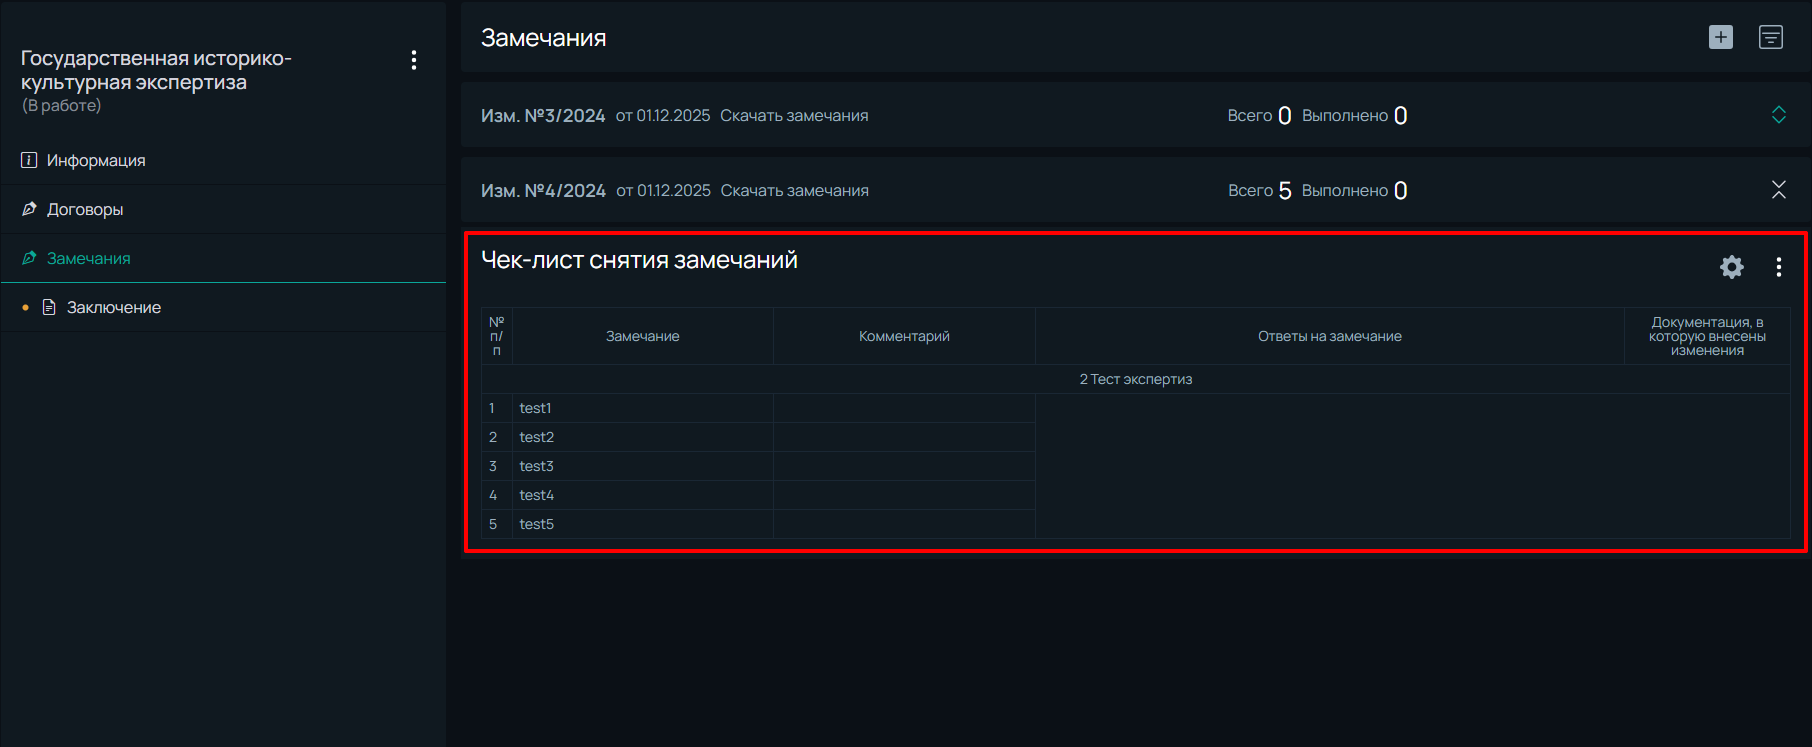 Государственная историко-
культурная экспертиза
(В работе)
Информация
Договоры
Замечания
Заключение
Замечания
Изм. №3/2024 от 01.12.2025 Скачать замечания Всего 0 Выполнено 0
Изм. №4/2024 от 01.12.2025 Скачать замечания Всего 5 Выполнено 0
Чек-лист снятия замечаний
№
п/
п
Замечание
Комментарий
Ответы на замечание
Документация, в
которую внесены
изменения
2 Тест экспертиз
1 test1
2 test2
3 test3
4 test4
5 test5